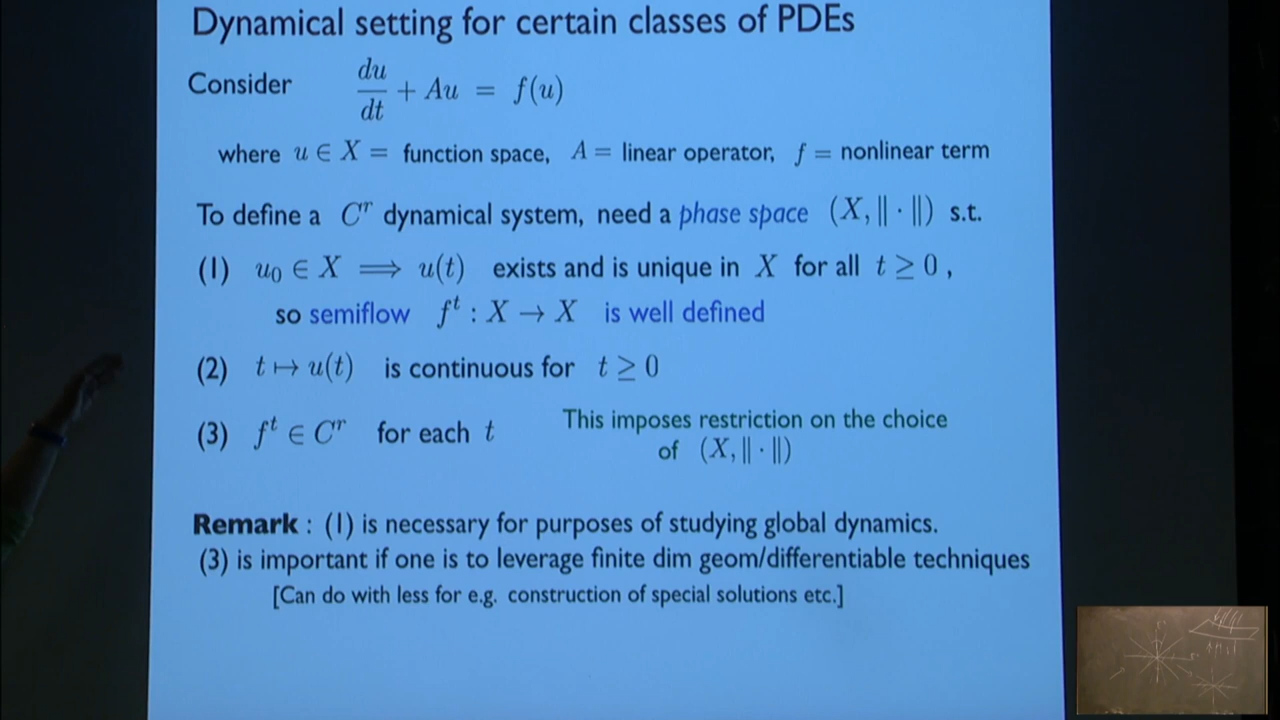 Dynamical setting for certain classes of PDEs
Consider du/dt + Au = f(u)
where u ∈ X = function space, A = linear operator, f = nonlinear term
To define a C^r dynamical system, need a phase space (X, ‖·‖) s.t.
(1) u₀ ∈ X ⟹ u(t) exists and is unique in X for all t ≥ 0 ,
so semiflow f^t : X → X is well defined
(2) t ↦ u(t) is continuous for t ≥ 0
(3) f^t ∈ C^r for each t
This imposes restriction on the choice
of (X, ‖·‖)
Remark : (1) is necessary for purposes of studying global dynamics.
(3) is important if one is to leverage finite dim geom/differentiable techniques
[Can do with less for e.g. construction of special solutions etc.]